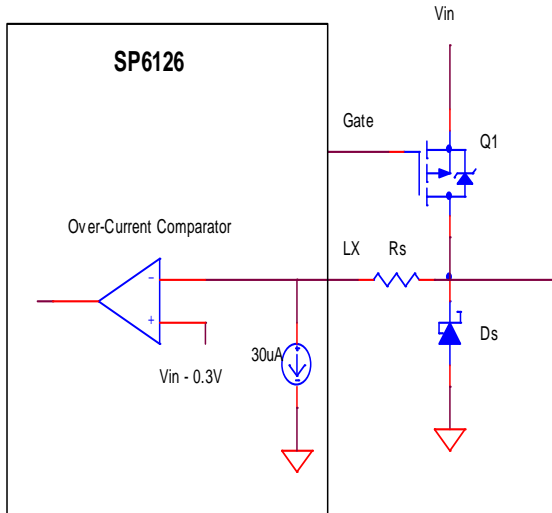 Vin
SP6126
Gate
Q1
Over-Current Comparator
LX
Rs
-
+
Vin - 0.3V
30uA
Ds